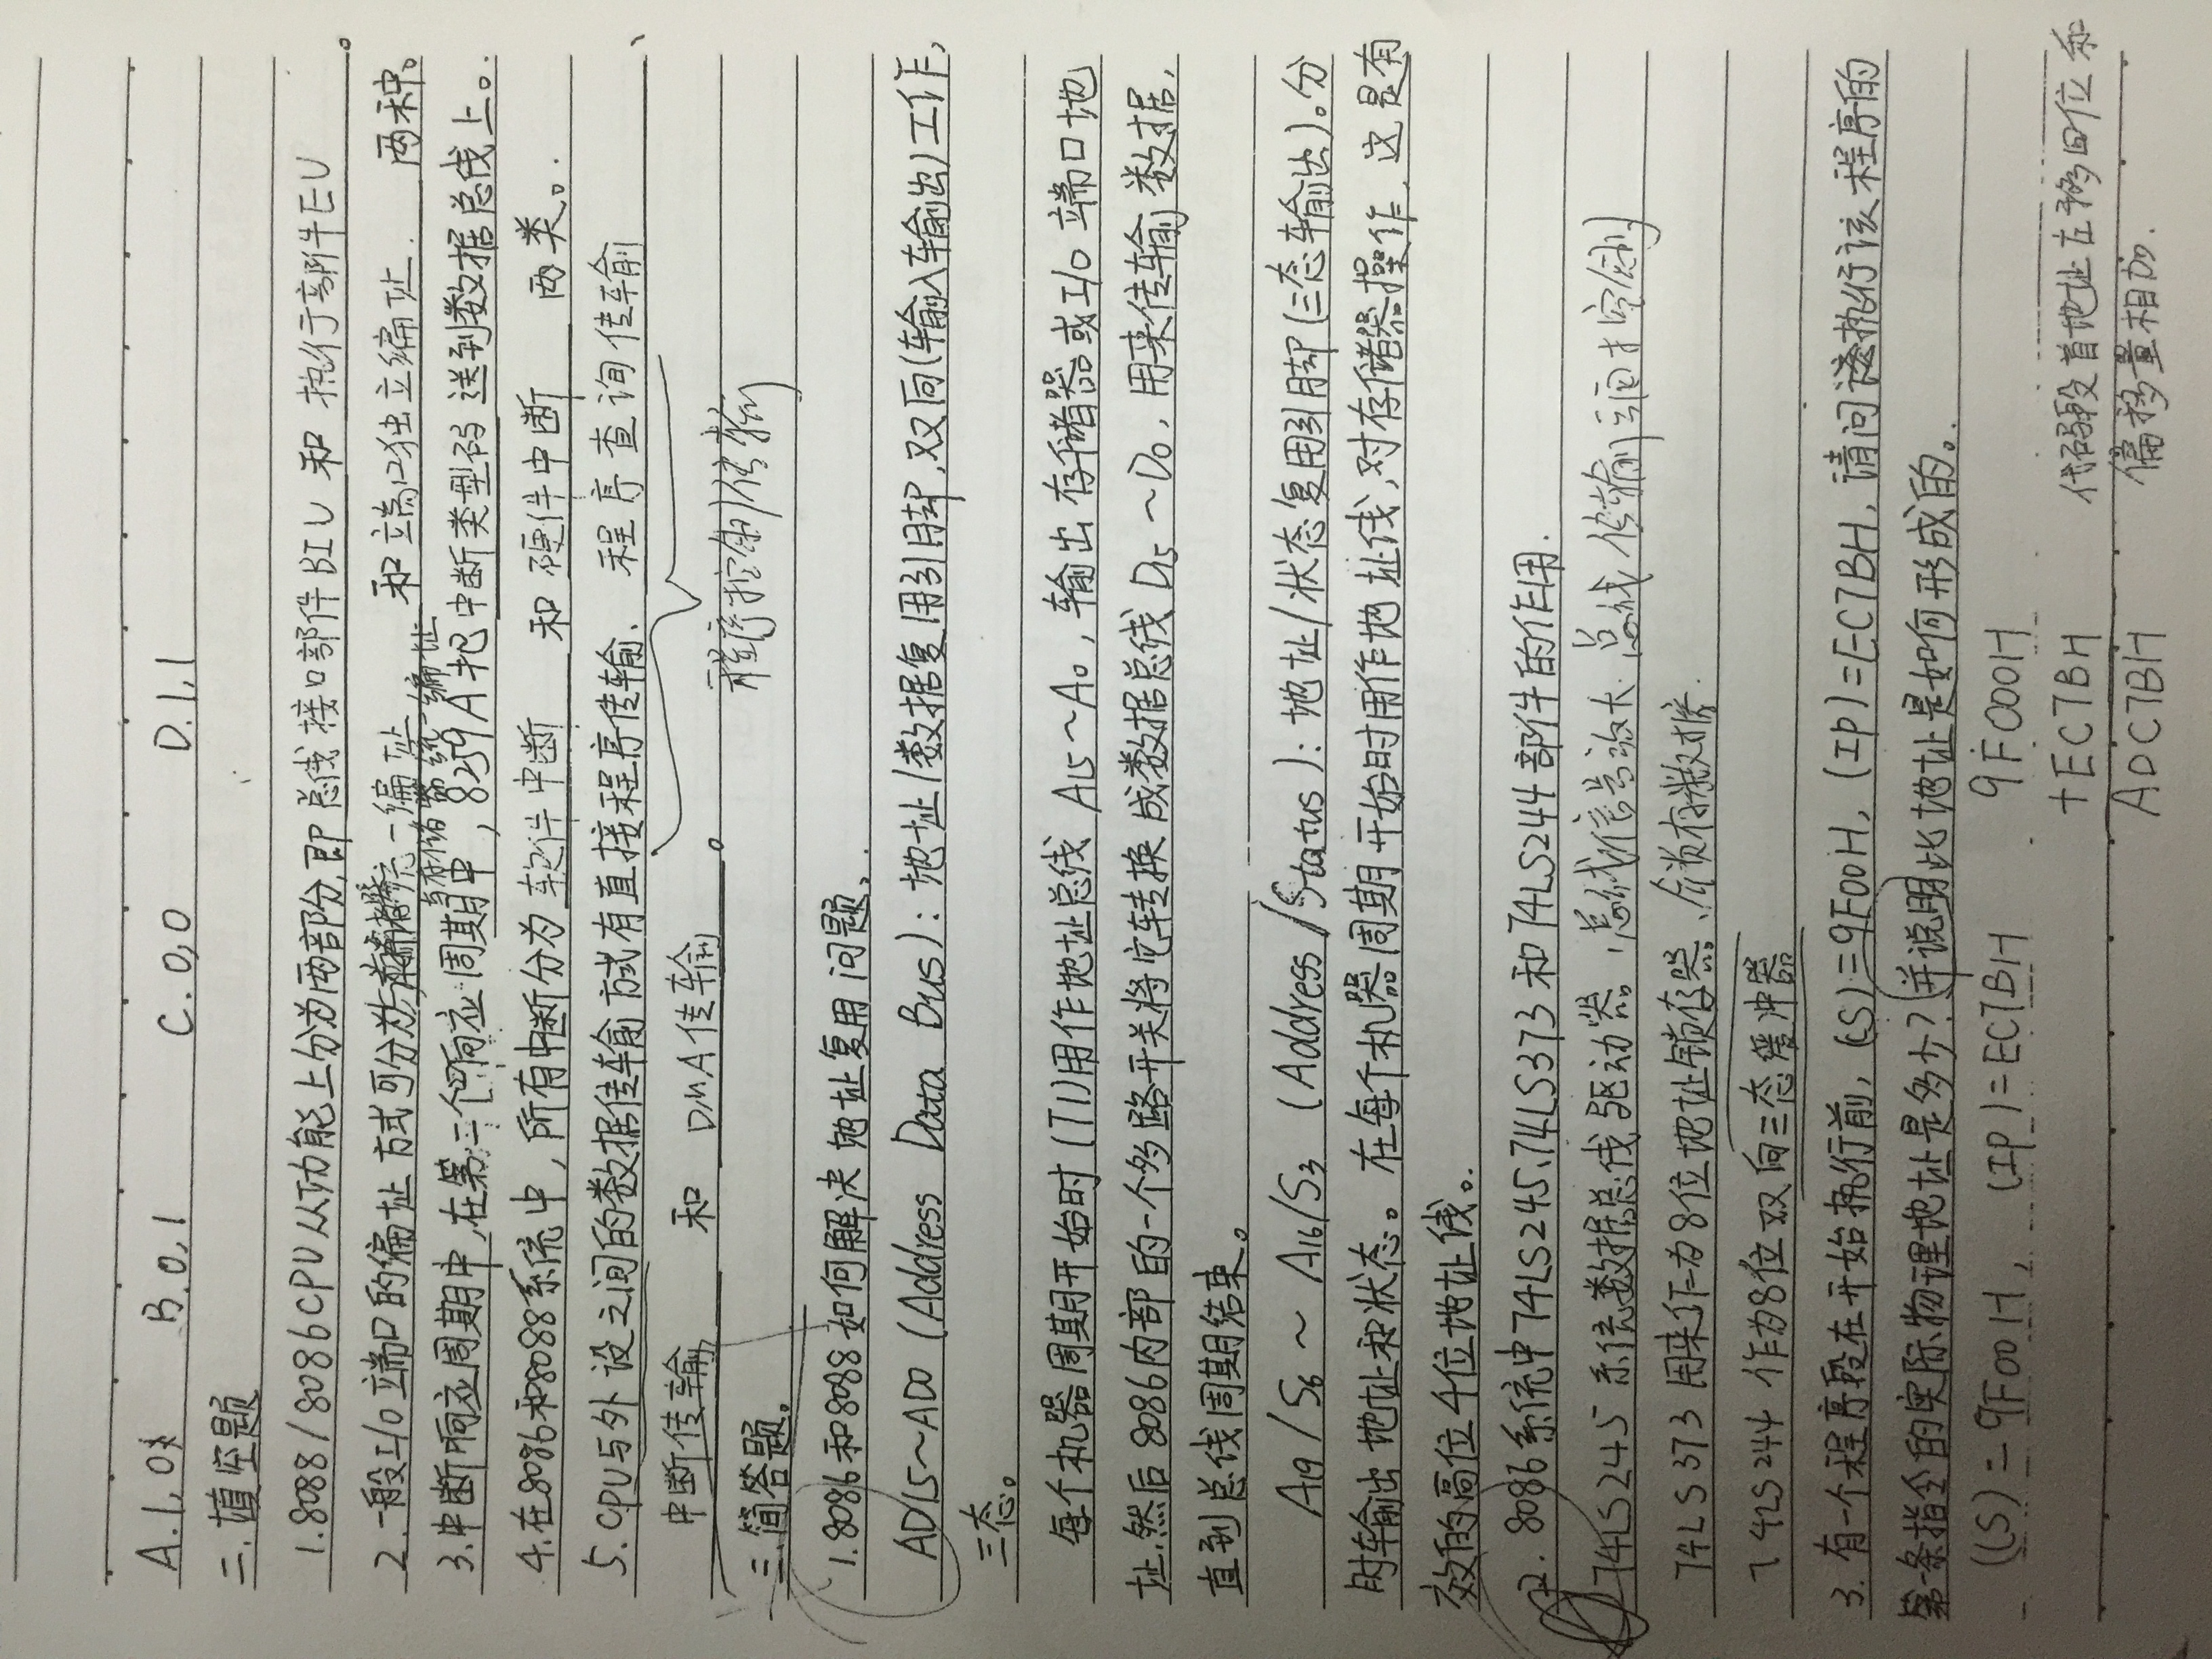 A.1,0 B.0,1 C.0,0 D.1,1
二.填空题
1.8088/8086CPU从功能上分为两部分,即 总线接口部件BIU 和 执行部件EU 。
2.一般I/O端口的编址方式可分为 统一编址 和 端口独立编址. 两种。
与存储器统一编址
3.中断响应周期中,在第二个响应周期中,8259A把 中断类型码 送到数据总线上。
4.在8086和8088系统中,所有中断分为 软件中断 和 硬件中断 两类。
5.CPU与外设之间的数据传输方式有直接程序传输、 程序查询传输 、
中断传输 和 DMA传输 。
程序控制传输
三.简答题。
1.8086和8088如何解决地址复用问题。
AD15~AD0 (Address Data Bus):地址/数据复用引脚,双向(输入输出)工作,
三态。
每个机器周期开始时(T1)用作地址总线 A15~A0,输出存储器或I/O端口地
址.然后8086内部的一个多路开关将它转换成数据总线D15~D0,用来传输数据,
直到总线周期结束。
A19/S6~A16/S3 (Address/Status):地址/状态复用引脚(三态输出)。分
时输出地址和状态。在每个机器周期开始时用作地址线,对存储器操作,这是有
效的高位4位地址线。
2. 8086系统中74LS245、74LS373和74LS244部件的作用.
74LS245 系统数据总线驱动器,总线信号放大 总线传输 控制
74LS373 用来作为8位地址锁存器、锁存数据.
74LS244 作为8位双向三态缓冲器
3.有一个程序段在开始执行前,(CS)=9F00H,(IP)=EC7BH,请问执行该程序的
第一条指令的实际物理地址是多少?并说明此地址是如何形成的。
(CS)=9F00H, (IP)=EC7BH 9F000H
+EC7BH 代码段首地址左移四位和
ADC7BH 偏移量相加.